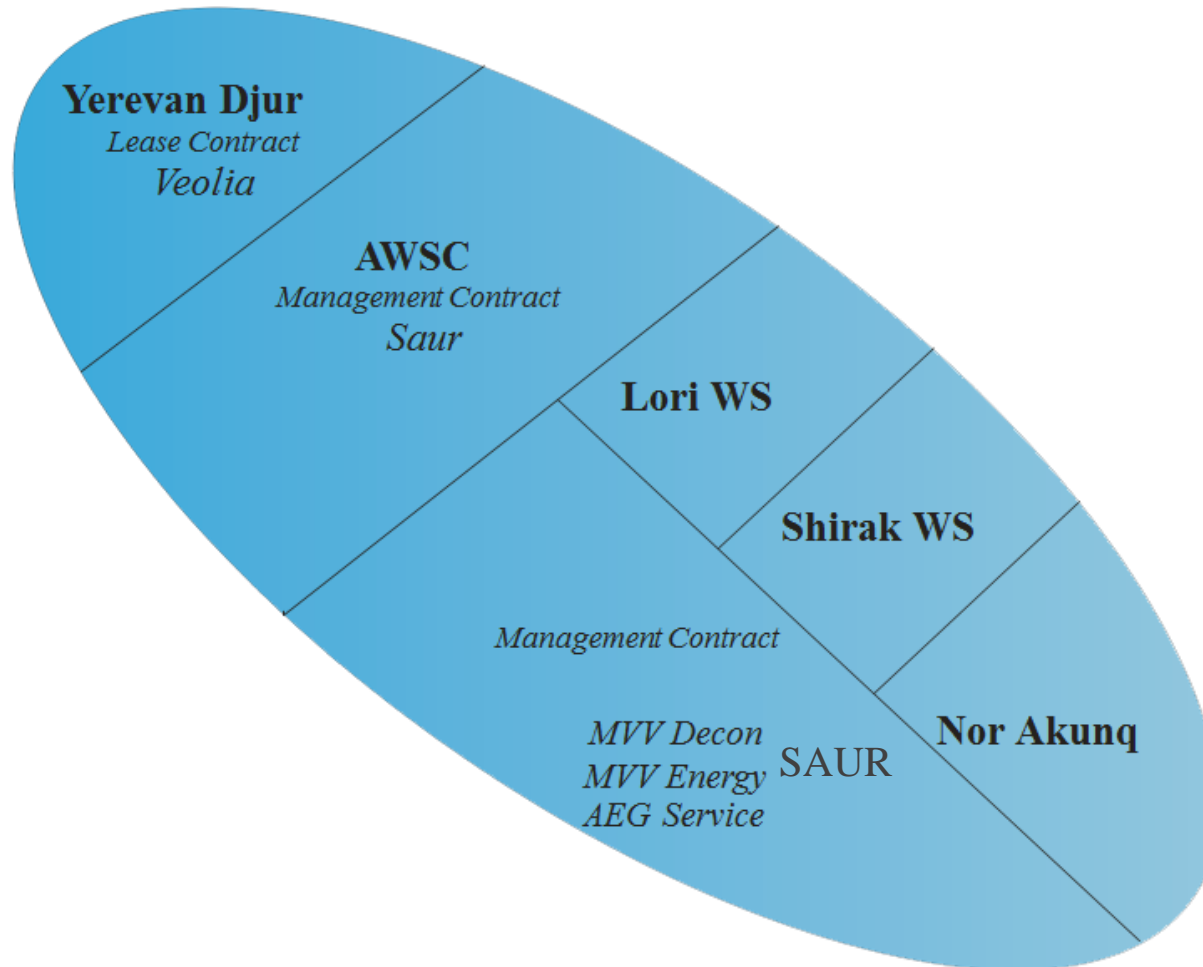 Yerevan Djur
Lease Contract
Veolia
AWSC
Management Contract
Saur
Lori WS
Shirak WS
Nor Akunq
Management Contract
MVV Decon
MVV Energy
AEG Service
SAUR